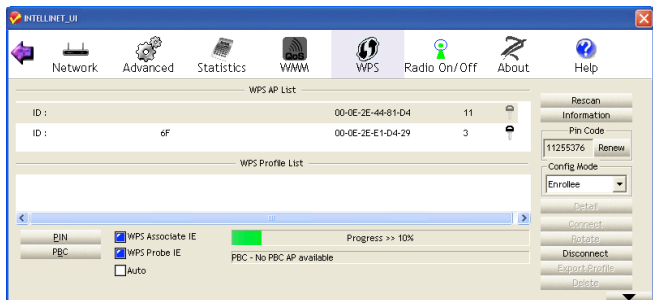 INTELLINET_UI
Network Advanced Statistics QoS WMM WPS Radio On/Off About Help
WPS AP List
ID : 00-0E-2E-44-81-D4 11
ID : 6F 00-0E-2E-E1-D4-29 3
WPS Profile List
Rescan
Information
Pin Code
11255376 Renew
Config Mode
Enrollee
Detail
Connect
Rotate
Disconnect
Export Profile
Delete
PIN WPS Associate IE Progress >> 10%
PBC WPS Probe IE PBC - No PBC AP available
Auto